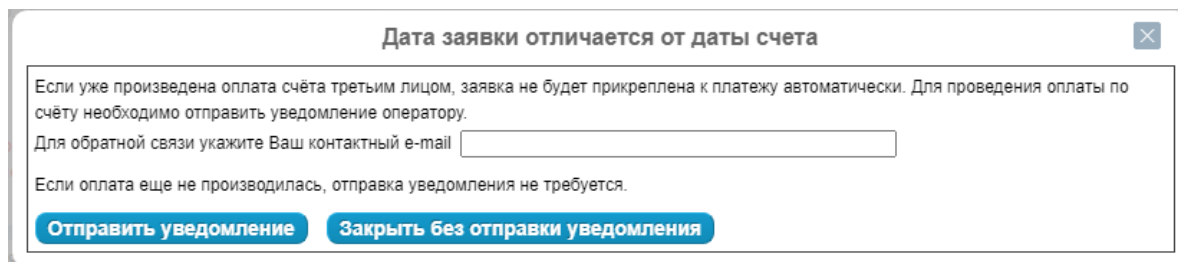 Дата заявки отличается от даты счета
Если уже произведена оплата счёта третьим лицом, заявка не будет прикреплена к платежу автоматически. Для проведения оплаты по
счёту необходимо отправить уведомление оператору.
Для обратной связи укажите Ваш контактный e-mail
Если оплата еще не производилась, отправка уведомления не требуется.
Отправить уведомление Закрыть без отправки уведомления